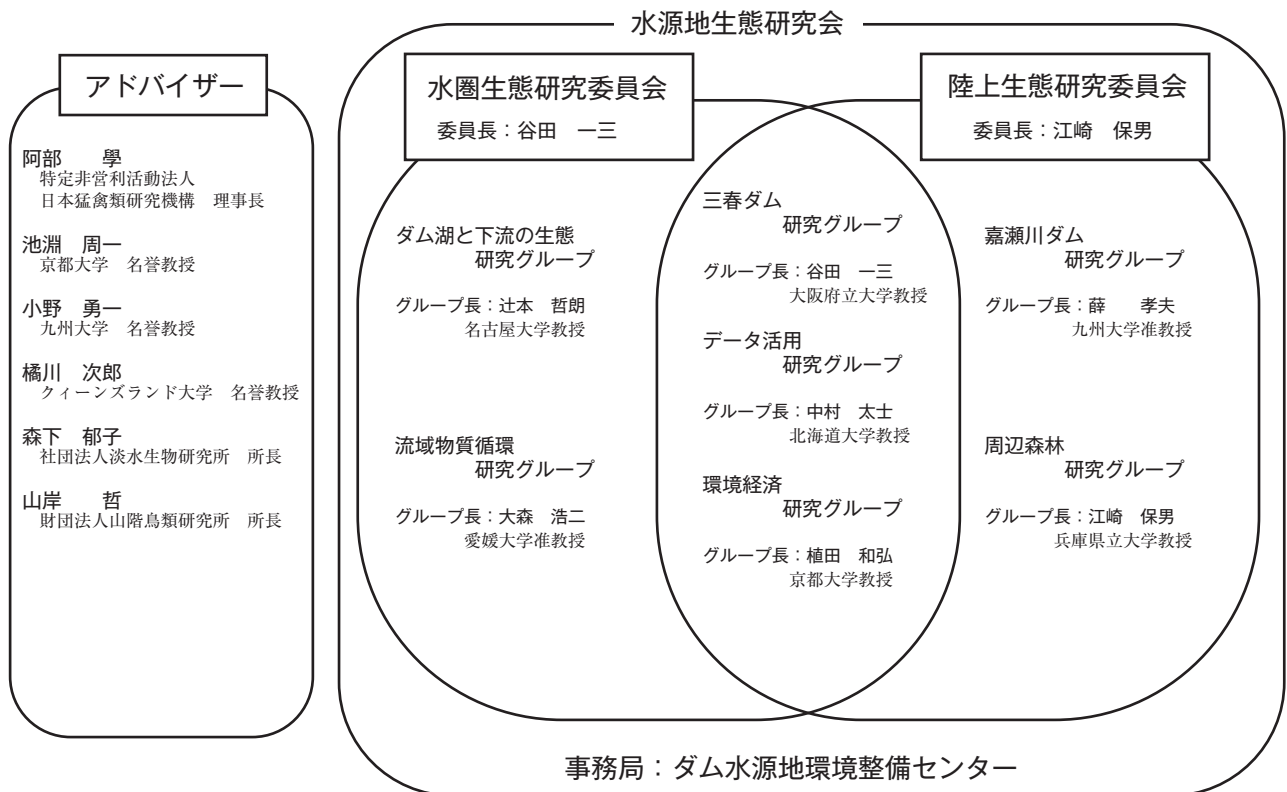 水源地生態研究会
アドバイザー
阿部　　學
特定非営利活動法人
日本猛禽類研究機構　理事長
池淵　周一
京都大学　名誉教授
小野　勇一
九州大学　名誉教授
橘川　次郎
クィーンズランド大学　名誉教授
森下　郁子
社団法人淡水生物研究所　所長
山岸　　哲
財団法人山階鳥類研究所　所長
水圏生態研究委員会
委員長：谷田　一三
ダム湖と下流の生態
研究グループ
グループ長：辻本　哲朗
名古屋大学教授
流域物質循環
研究グループ
グループ長：大森　浩二
愛媛大学准教授
三春ダム
研究グループ
グループ長：谷田　一三
大阪府立大学教授
データ活用
研究グループ
グループ長：中村　太士
北海道大学教授
環境経済
研究グループ
グループ長：植田　和弘
京都大学教授
陸上生態研究委員会
委員長：江崎　保男
嘉瀬川ダム
研究グループ
グループ長：薛　　孝夫
九州大学准教授
周辺森林
研究グループ
グループ長：江崎　保男
兵庫県立大学教授
事務局：ダム水源地環境整備センター